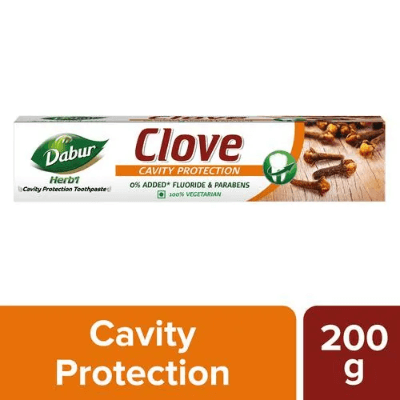 Dabur
Herb'l
Cavity Protection Toothpaste
Clove
CAVITY PROTECTION
0% ADDED* FLUORIDE & PARABENS
100% VEGETARIAN
Cavity
Protection
200
g